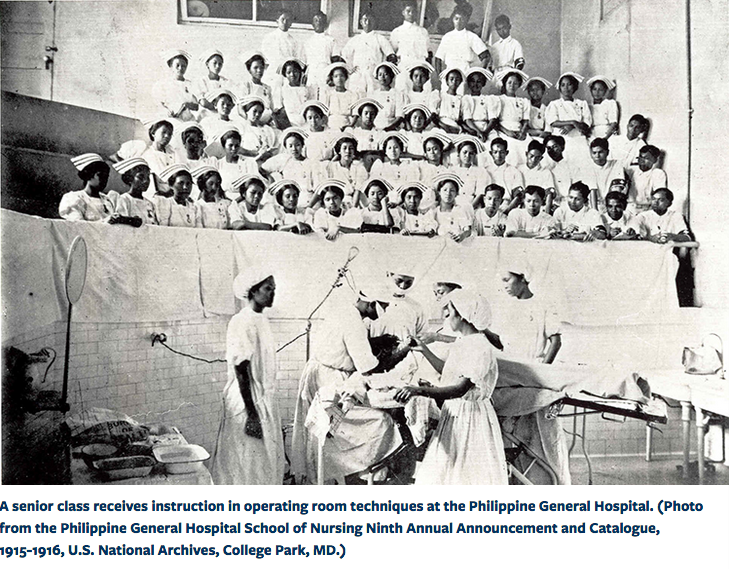 A senior class receives instruction in operating room techniques at the Philippine General Hospital. (Photo
from the Philippine General Hospital School of Nursing Ninth Annual Announcement and Catalogue,
1915-1916, U.S. National Archives, College Park, MD.)